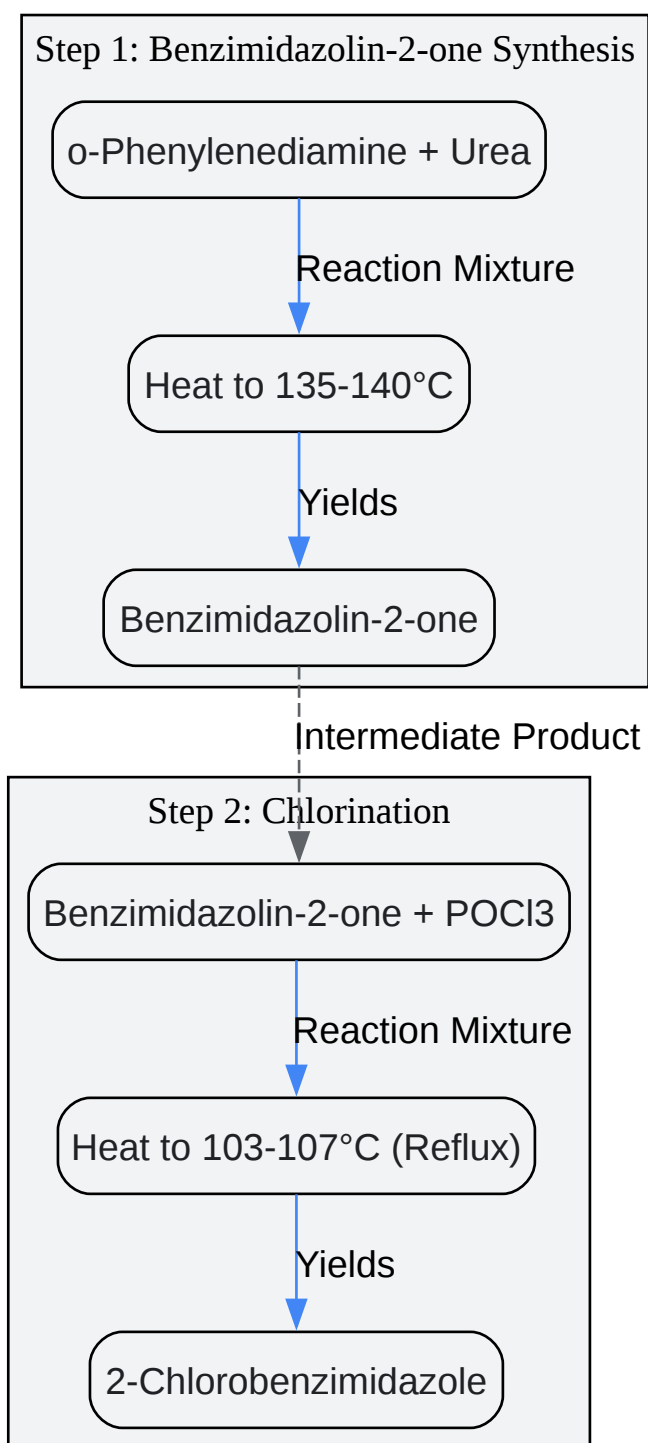 Step 1: Benzimidazolin-2-one Synthesis
o-Phenylenediamine + Urea
Reaction Mixture
Heat to 135-140°C
Yields
Benzimidazolin-2-one
Intermediate Product
Step 2: Chlorination
Benzimidazolin-2-one + POCl3
Reaction Mixture
Heat to 103-107°C (Reflux)
Yields
2-Chlorobenzimidazole